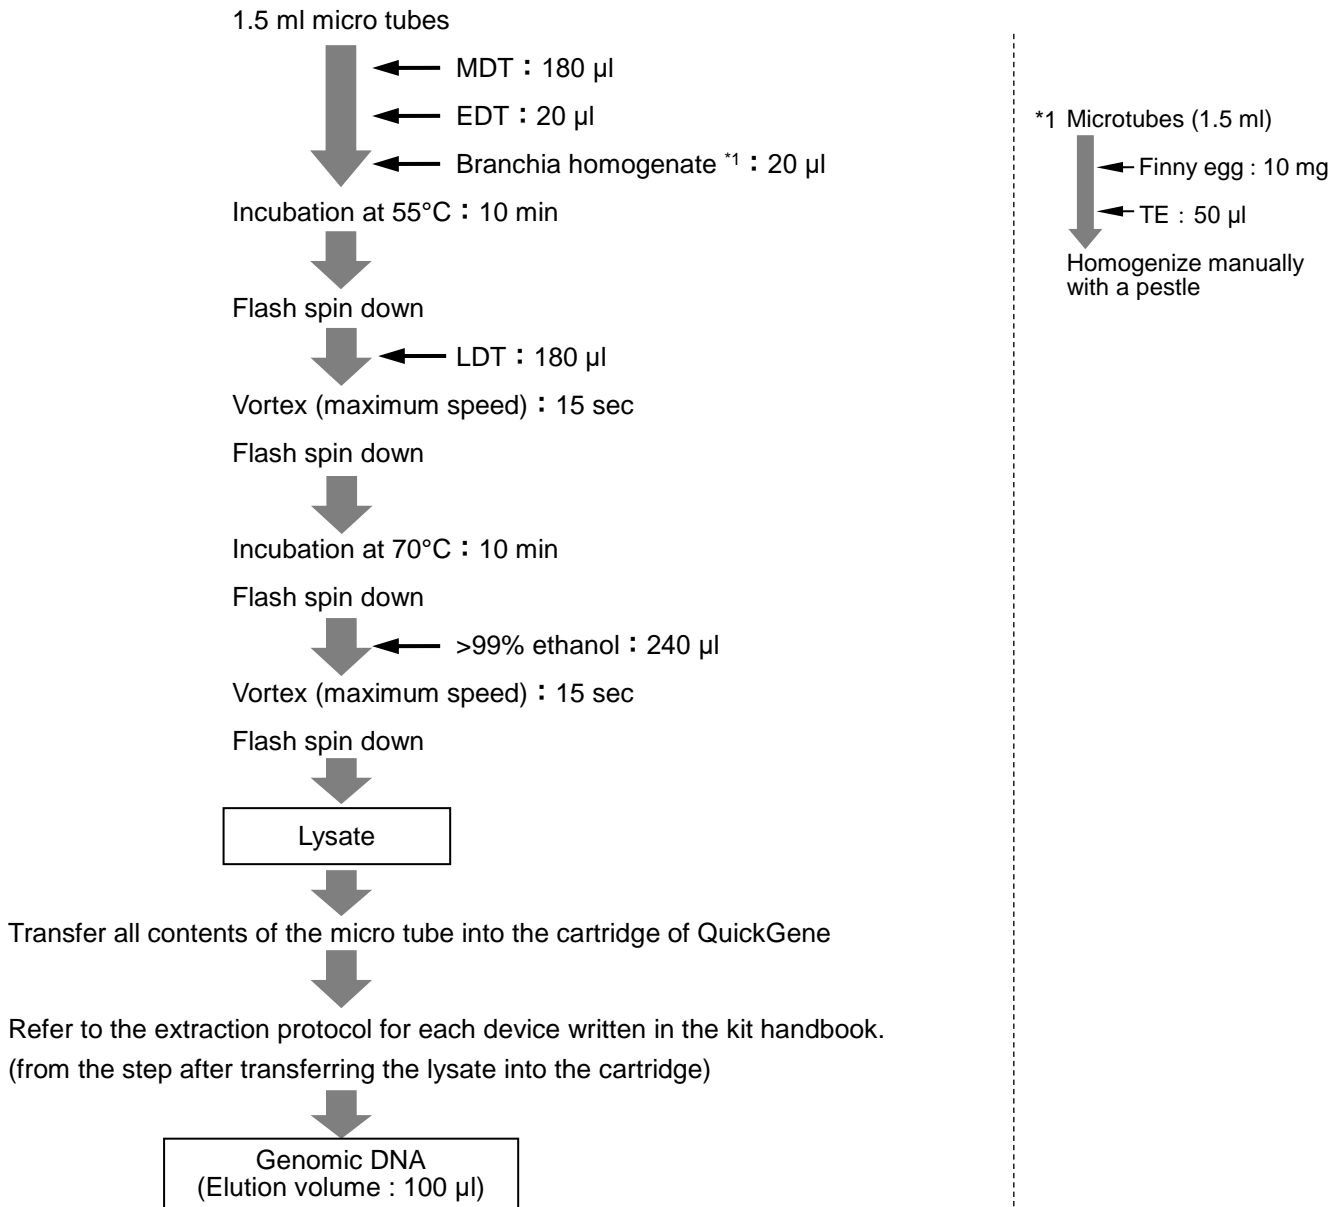 1.5 ml micro tubes
MDT：180 µl
EDT：20 µl
Branchia homogenate *1：20 µl
Incubation at 55°C：10 min
Flash spin down
LDT：180 µl
Vortex (maximum speed)：15 sec
Flash spin down
Incubation at 70°C：10 min
Flash spin down
>99% ethanol：240 µl
Vortex (maximum speed)：15 sec
Flash spin down
Lysate
Transfer all contents of the micro tube into the cartridge of QuickGene
Refer to the extraction protocol for each device written in the kit handbook.
(from the step after transferring the lysate into the cartridge)
Genomic DNA
(Elution volume : 100 µl)
*1 Microtubes (1.5 ml)
Finny egg : 10 mg
TE : 50 µl
Homogenize manually
with a pestle